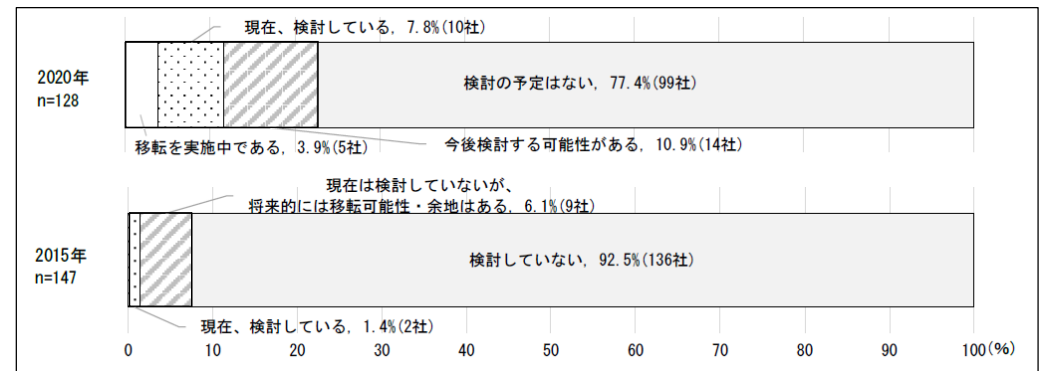 現在、検討している, 7.8%(10社)
2020年
n=128
検討の予定はない, 77.4%(99社)
移転を実施中である, 3.9%(5社)
今後検討する可能性がある, 10.9%(14社)
現在は検討していないが、
将来的には移転可能性・余地はある, 6.1%(9社)
2015年
n=147
検討していない, 92.5%(136社)
現在、検討している, 1.4%(2社)
0 10 20 30 40 50 60 70 80 90 100(%)